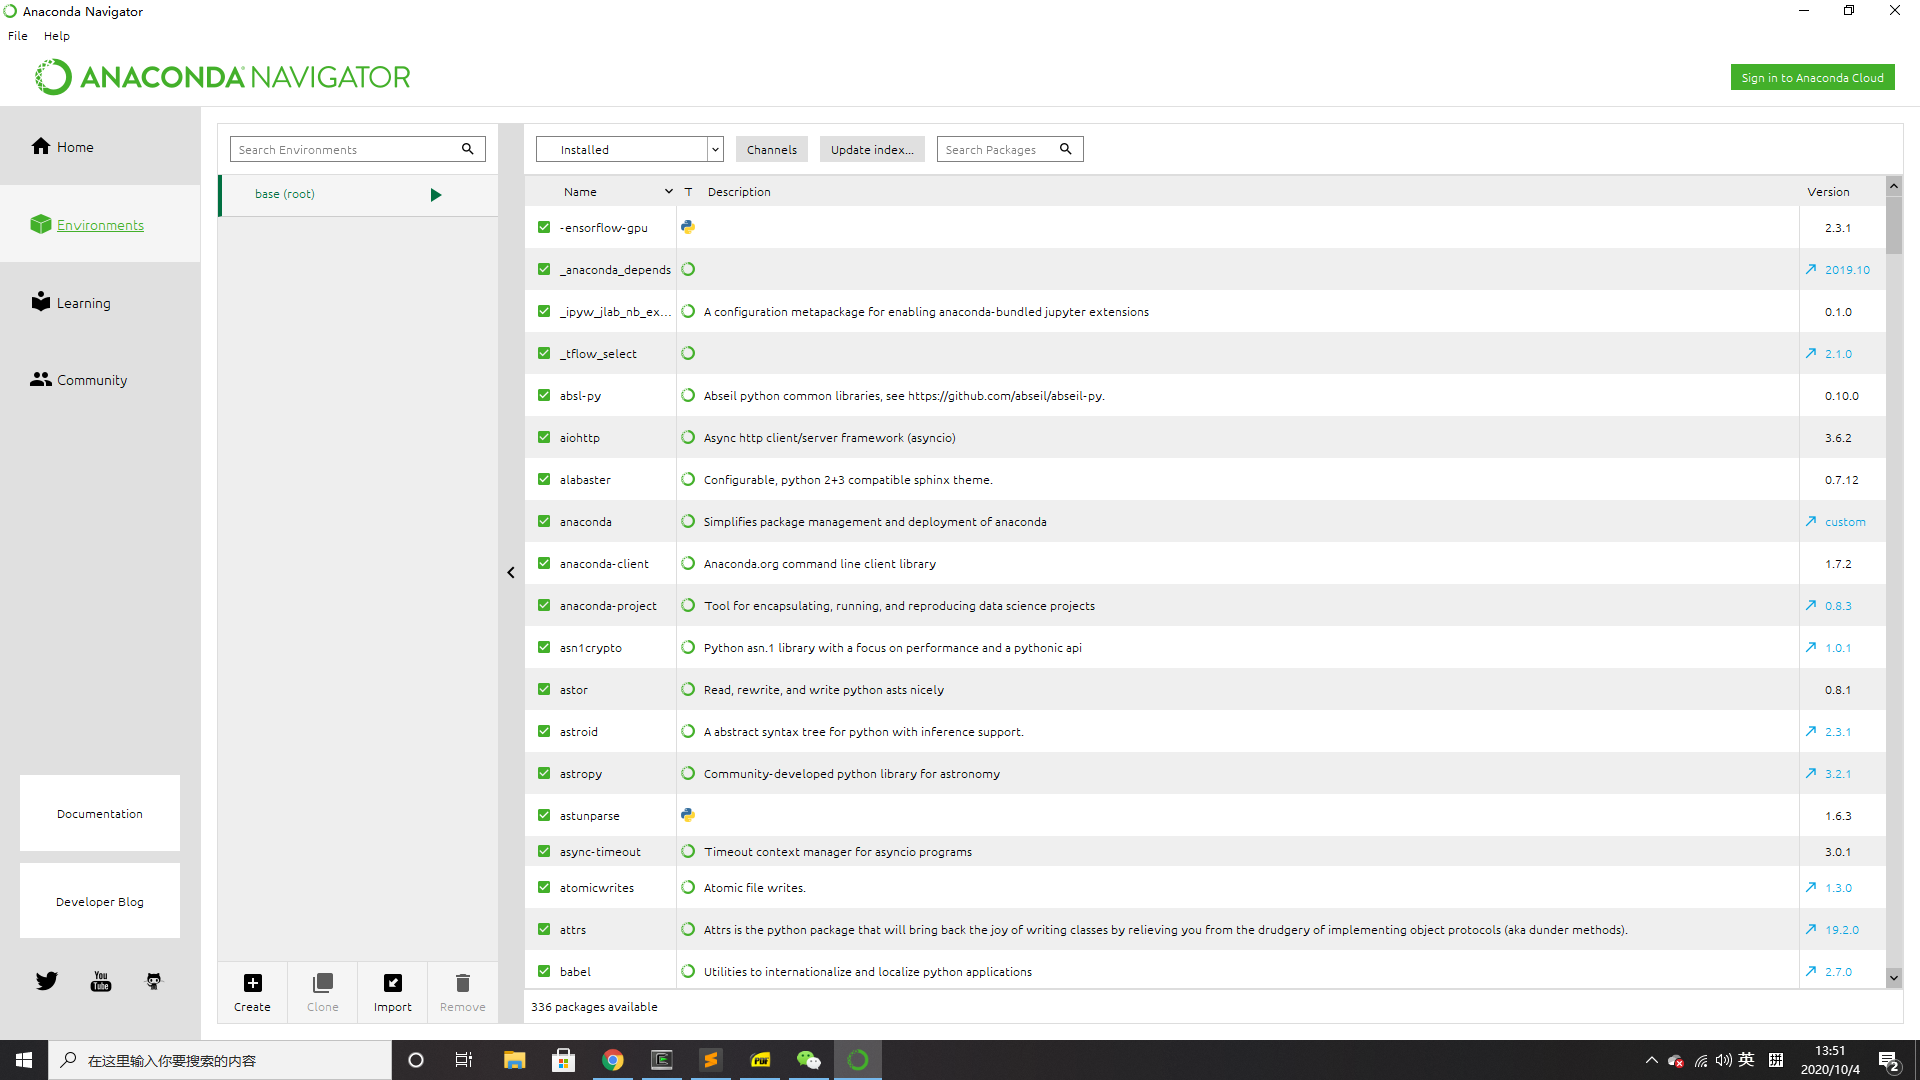 Anaconda Navigator
File Help
ANACONDA NAVIGATOR
Sign in to Anaconda Cloud
Home
Environments
Learning
Community
Documentation
Developer Blog
You Tube
Search Environments
base (root)
Create Clone Import Remove
Installed Channels Update index... Search Packages
Name T Description Version
-ensorflow-gpu 2.3.1
_anaconda_depends 2019.10
_ipyw_jlab_nb_ex... A configuration metapackage for enabling anaconda-bundled jupyter extensions 0.1.0
_tflow_select 2.1.0
absl-py Abseil python common libraries, see https://github.com/abseil/abseil-py. 0.10.0
aiohttp Async http client/server framework (asyncio) 3.6.2
alabaster Configurable, python 2+3 compatible sphinx theme. 0.7.12
anaconda Simplifies package management and deployment of anaconda custom
anaconda-client Anaconda.org command line client library 1.7.2
anaconda-project Tool for encapsulating, running, and reproducing data science projects 0.8.3
asn1crypto Python asn.1 library with a focus on performance and a pythonic api 1.0.1
astor Read, rewrite, and write python asts nicely 0.8.1
astroid A abstract syntax tree for python with inference support. 2.3.1
astropy Community-developed python library for astronomy 3.2.1
astunparse 1.6.3
async-timeout Timeout context manager for asyncio programs 3.0.1
atomicwrites Atomic file writes. 1.3.0
attrs Attrs is the python package that will bring back the joy of writing classes by relieving you from the drudgery of implementing object protocols (aka dunder methods). 19.2.0
babel Utilities to internationalize and localize python applications 2.7.0
336 packages available
在这里输入你要搜索的内容
PDF
英
13:51
2020/10/4
2